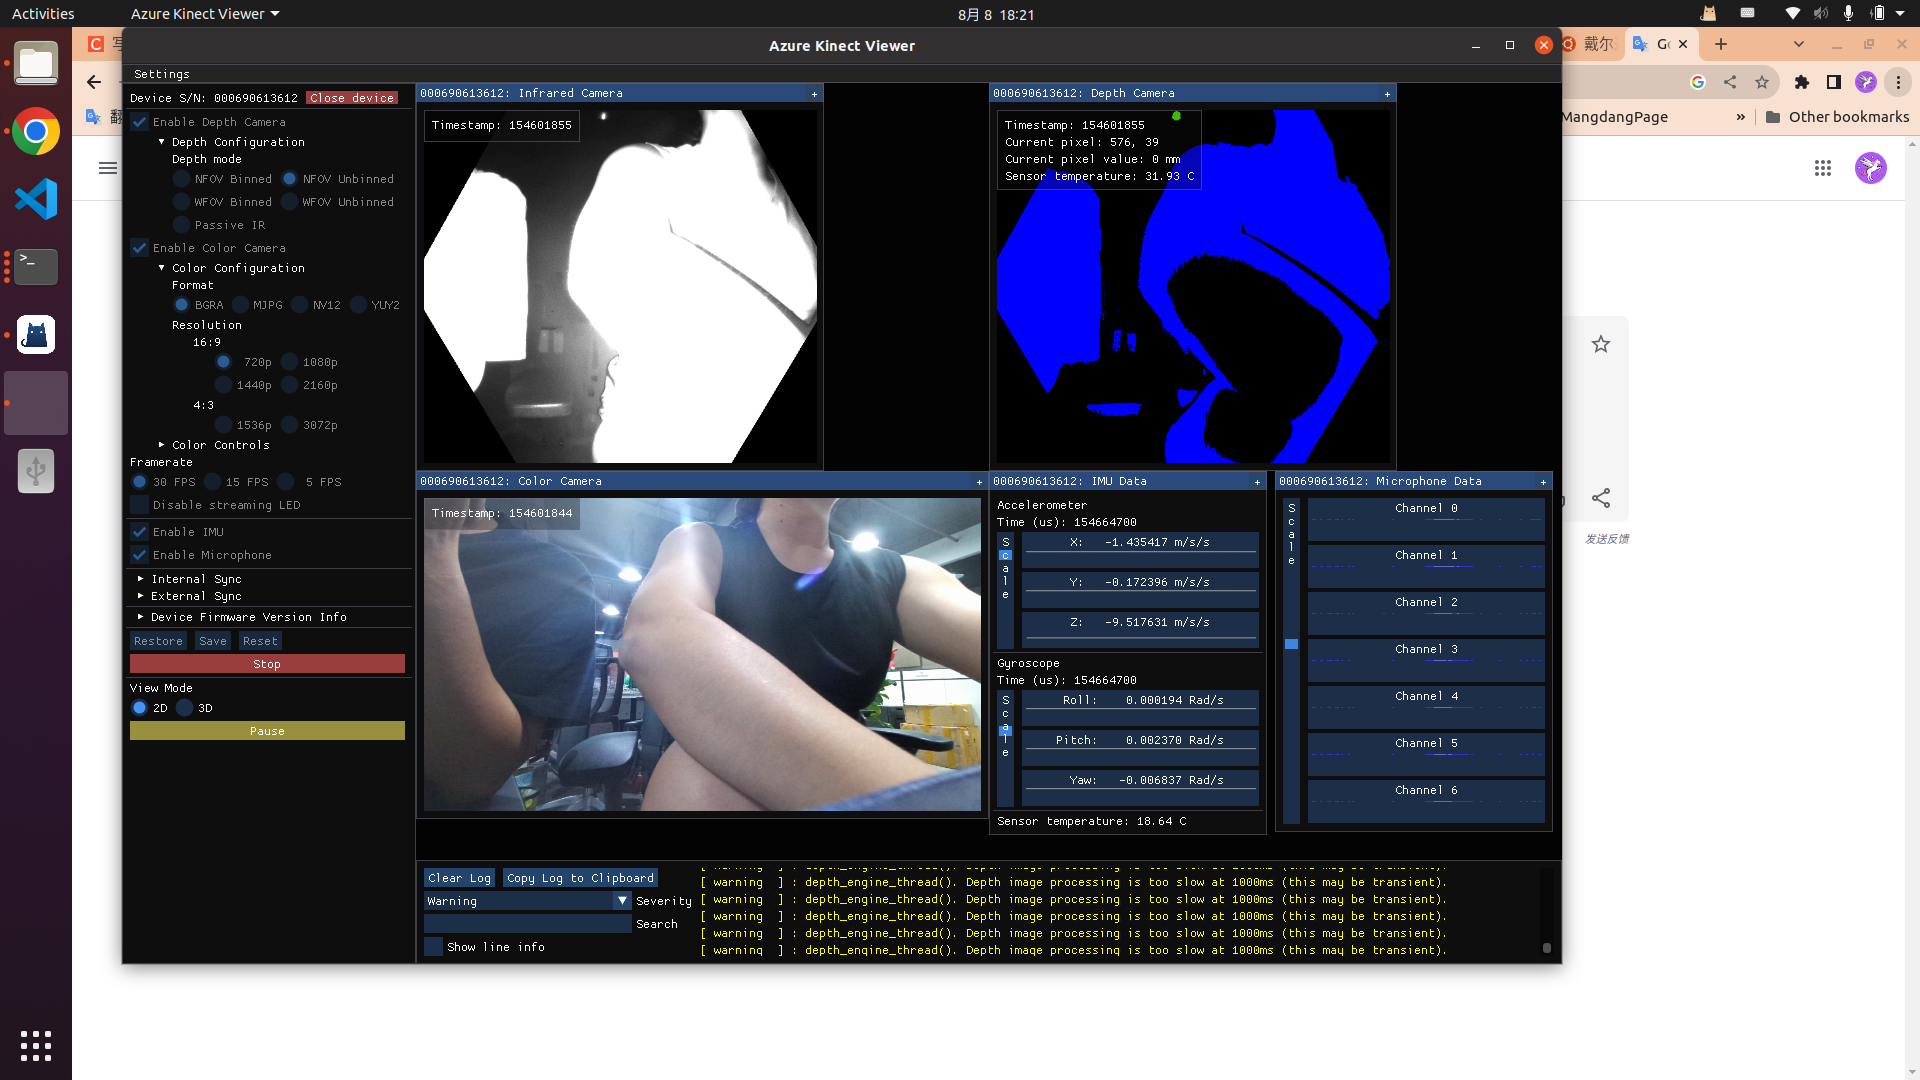 Activities
Azure Kinect Viewer
8月 8 18:21
写
Azure Kinect Viewer
戴尔
Go
翻
MangdangPage
»
Other bookmarks
发送反馈
Settings
Device S/N: 000690613612 Close device
Enable Depth Camera
Depth Configuration
Depth mode
NFOV Binned NFOV Unbinned
WFOV Binned WFOV Unbinned
Passive IR
Enable Color Camera
Color Configuration
Format
BGRA MJPG NV12 YUY2
Resolution
16:9
720p 1080p
1440p 2160p
4:3
1536p 3072p
Color Controls
Framerate
30 FPS 15 FPS 5 FPS
Disable streaming LED
Enable IMU
Enable Microphone
Internal Sync
External Sync
Device Firmware Version Info
Restore Save Reset
Stop
View Mode
2D 3D
Pause
000690613612: Infrared Camera +
Timestamp: 154601855
000690613612: Depth Camera +
Timestamp: 154601855
Current pixel: 576, 39
Current pixel value: 0 mm
Sensor temperature: 31.93 C
000690613612: Color Camera +
Timestamp: 154601844
000690613612: IMU Data +
Accelerometer
Time (us): 154664700
Scale
X: -1.435417 m/s/s
Y: -0.172396 m/s/s
Z: -9.517631 m/s/s
Gyroscope
Time (us): 154664700
Scale
Roll: 0.000194 Rad/s
Pitch: 0.002370 Rad/s
Yaw: -0.006837 Rad/s
Sensor temperature: 18.64 C
000690613612: Microphone Data +
Scale
Channel 0
Channel 1
Channel 2
Channel 3
Channel 4
Channel 5
Channel 6
Clear Log Copy Log to Clipboard
Warning Severity
Search
Show line info
[ warning ] : depth_engine_thread(). Depth image processing is too slow at 1000ms (this may be transient).
[ warning ] : depth_engine_thread(). Depth image processing is too slow at 1000ms (this may be transient).
[ warning ] : depth_engine_thread(). Depth image processing is too slow at 1000ms (this may be transient).
[ warning ] : depth_engine_thread(). Depth image processing is too slow at 1000ms (this may be transient).
[ warning ] : depth_engine_thread(). Depth image processing is too slow at 1000ms (this may be transient).